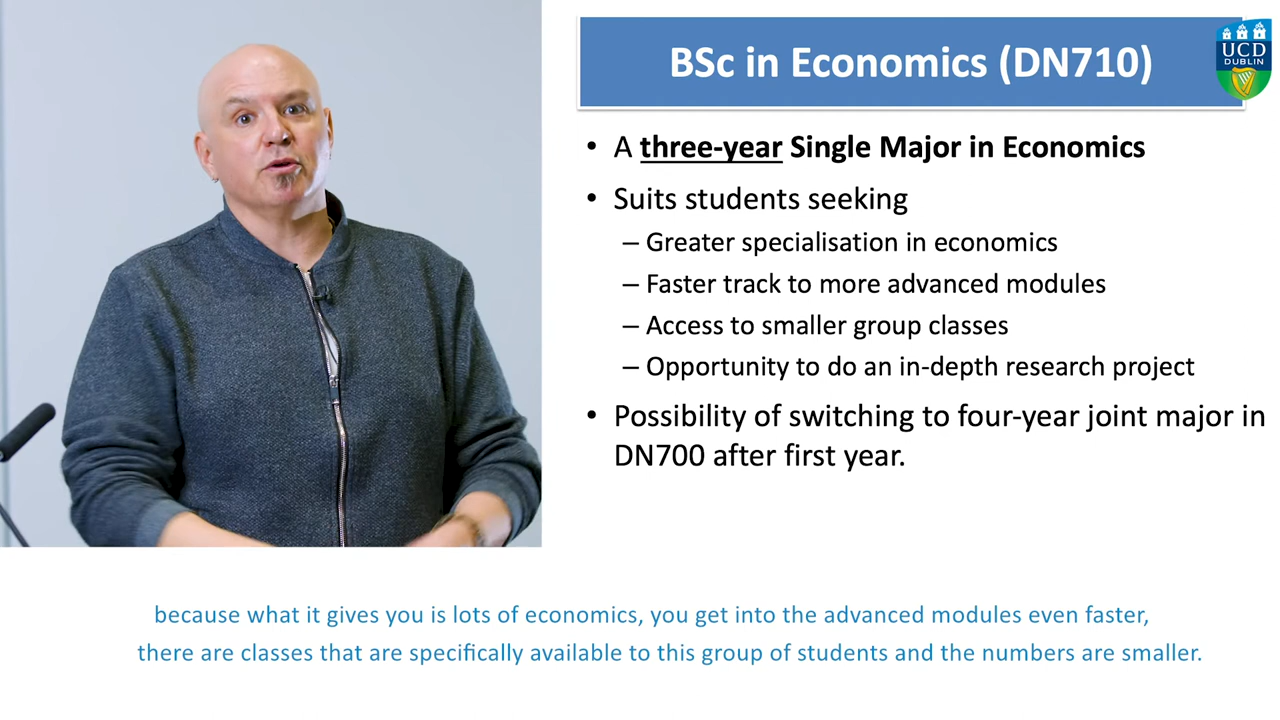 BSc in Economics (DN710)
UCD
DUBLIN
• A three-year Single Major in Economics
• Suits students seeking
– Greater specialisation in economics
– Faster track to more advanced modules
– Access to smaller group classes
– Opportunity to do an in-depth research project
• Possibility of switching to four-year joint major in
DN700 after first year.
because what it gives you is lots of economics, you get into the advanced modules even faster,
there are classes that are specifically available to this group of students and the numbers are smaller.